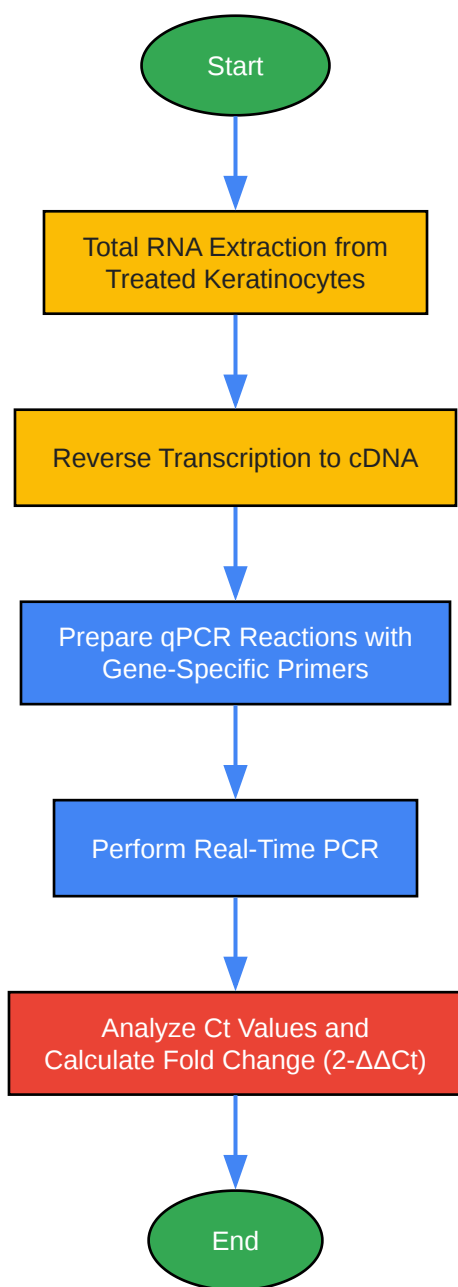 Start
Total RNA Extraction from
Treated Keratinocytes
Reverse Transcription to cDNA
Prepare qPCR Reactions with
Gene-Specific Primers
Perform Real-Time PCR
Analyze Ct Values and
Calculate Fold Change (2-ΔΔCt)
End